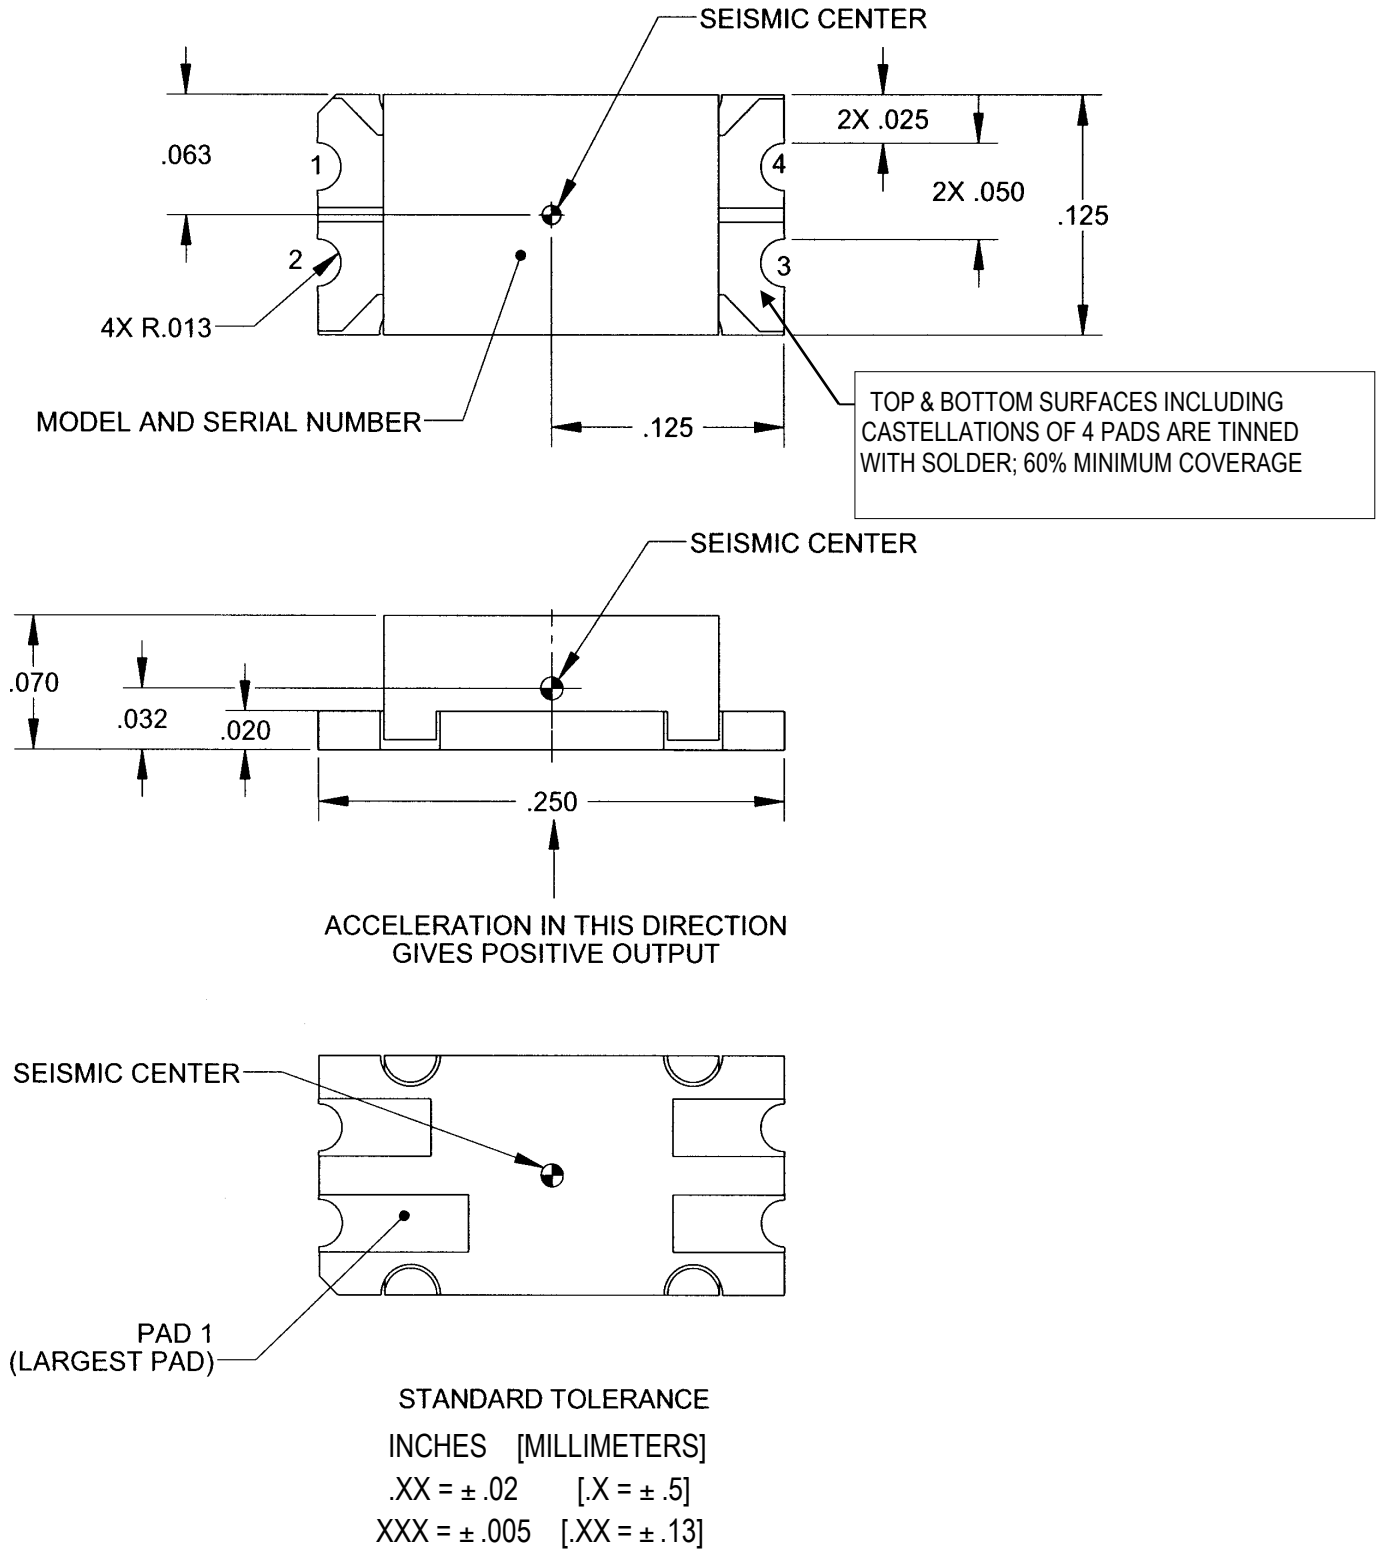 SEISMIC CENTER
2X .025
.063
1
4
2X .050
.125
2
3
4X R.013
MODEL AND SERIAL NUMBER
.125
TOP & BOTTOM SURFACES INCLUDING
CASTELLATIONS OF 4 PADS ARE TINNED
WITH SOLDER; 60% MINIMUM COVERAGE
SEISMIC CENTER
.070
.032
.020
.250
ACCELERATION IN THIS DIRECTION
GIVES POSITIVE OUTPUT
SEISMIC CENTER
PAD 1
(LARGEST PAD)
STANDARD TOLERANCE
INCHES [MILLIMETERS]
.XX = ± .02 [.X = ± .5]
XXX = ± .005 [.XX = ± .13]